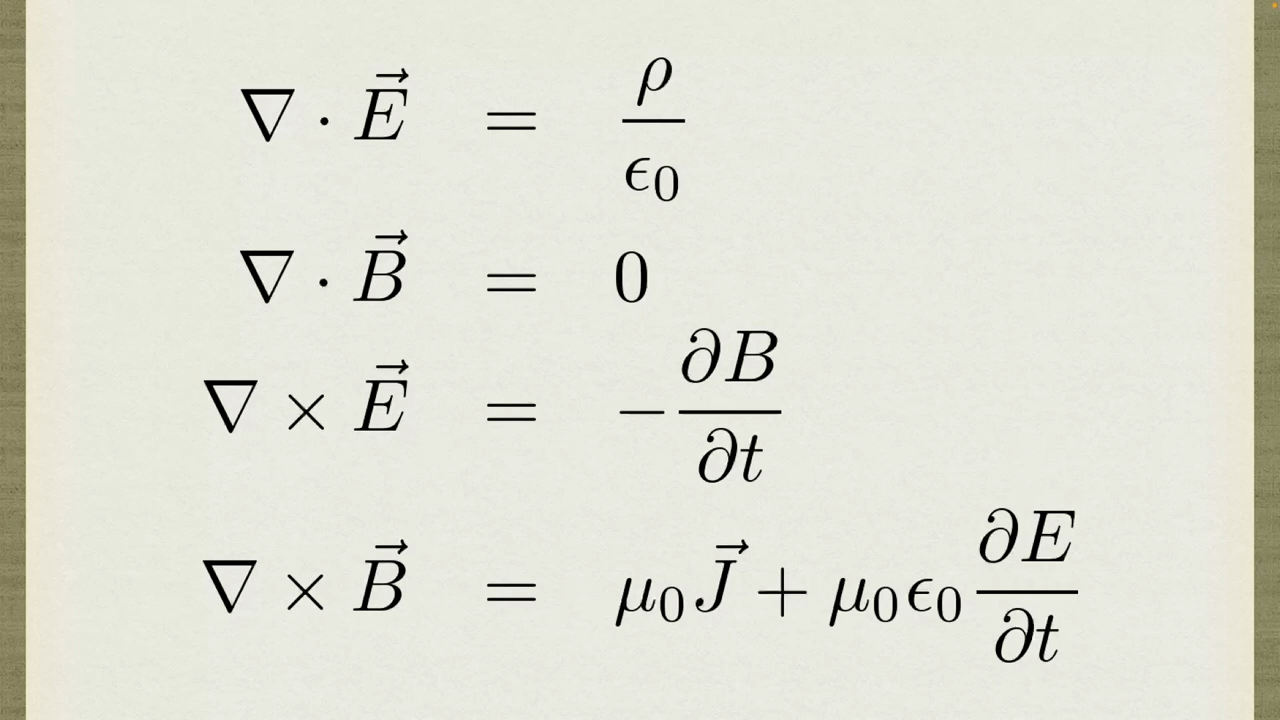 ∇ · E⃗ = ρ/ϵ₀
∇ · B⃗ = 0
∇ × E⃗ = −∂B/∂t
∇ × B⃗ = μ₀J⃗ + μ₀ϵ₀ ∂E/∂t